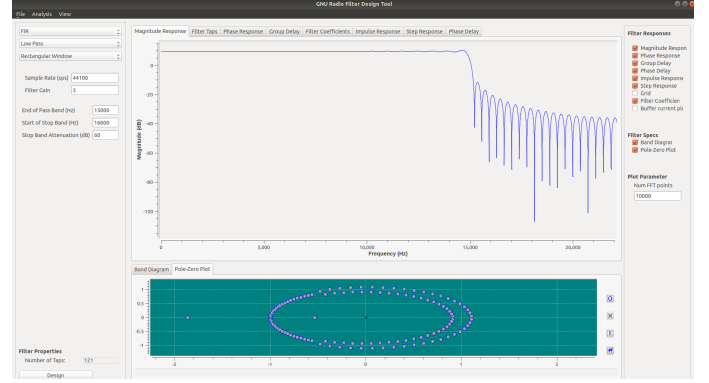 GNU Radio Filter Design Tool
File Analysis View
FIR
Low Pass
Rectangular Window
Sample Rate (sps) 44100
Filter Gain 3
End of Pass Band (Hz) 15000
Start of Stop Band (Hz) 16000
Stop Band Attenuation (dB) 60
Filter Properties
Number of Taps: 121
Design
Magnitude Response Filter Taps Phase Response Group Delay Filter Coefficients Impulse Response Step Response Phase Delay
Magnitude (dB)
0
-20
-40
-60
-80
-100
0 5,000 10,000 15,000 20,000
Frequency (Hz)
Band Diagram Pole-Zero Plot
1
0.5
0
-0.5
-1
-2 -1 0 1 2
Filter Responses
Magnitude Respon
Phase Response
Group Delay
Phase Delay
Impulse Respons
Step Response
Grid
Filter Coefficien
Buffer current plo
Filter Specs
Band Diagrar
Pole-Zero Plot
Plot Parameter
Num FFT points
10000